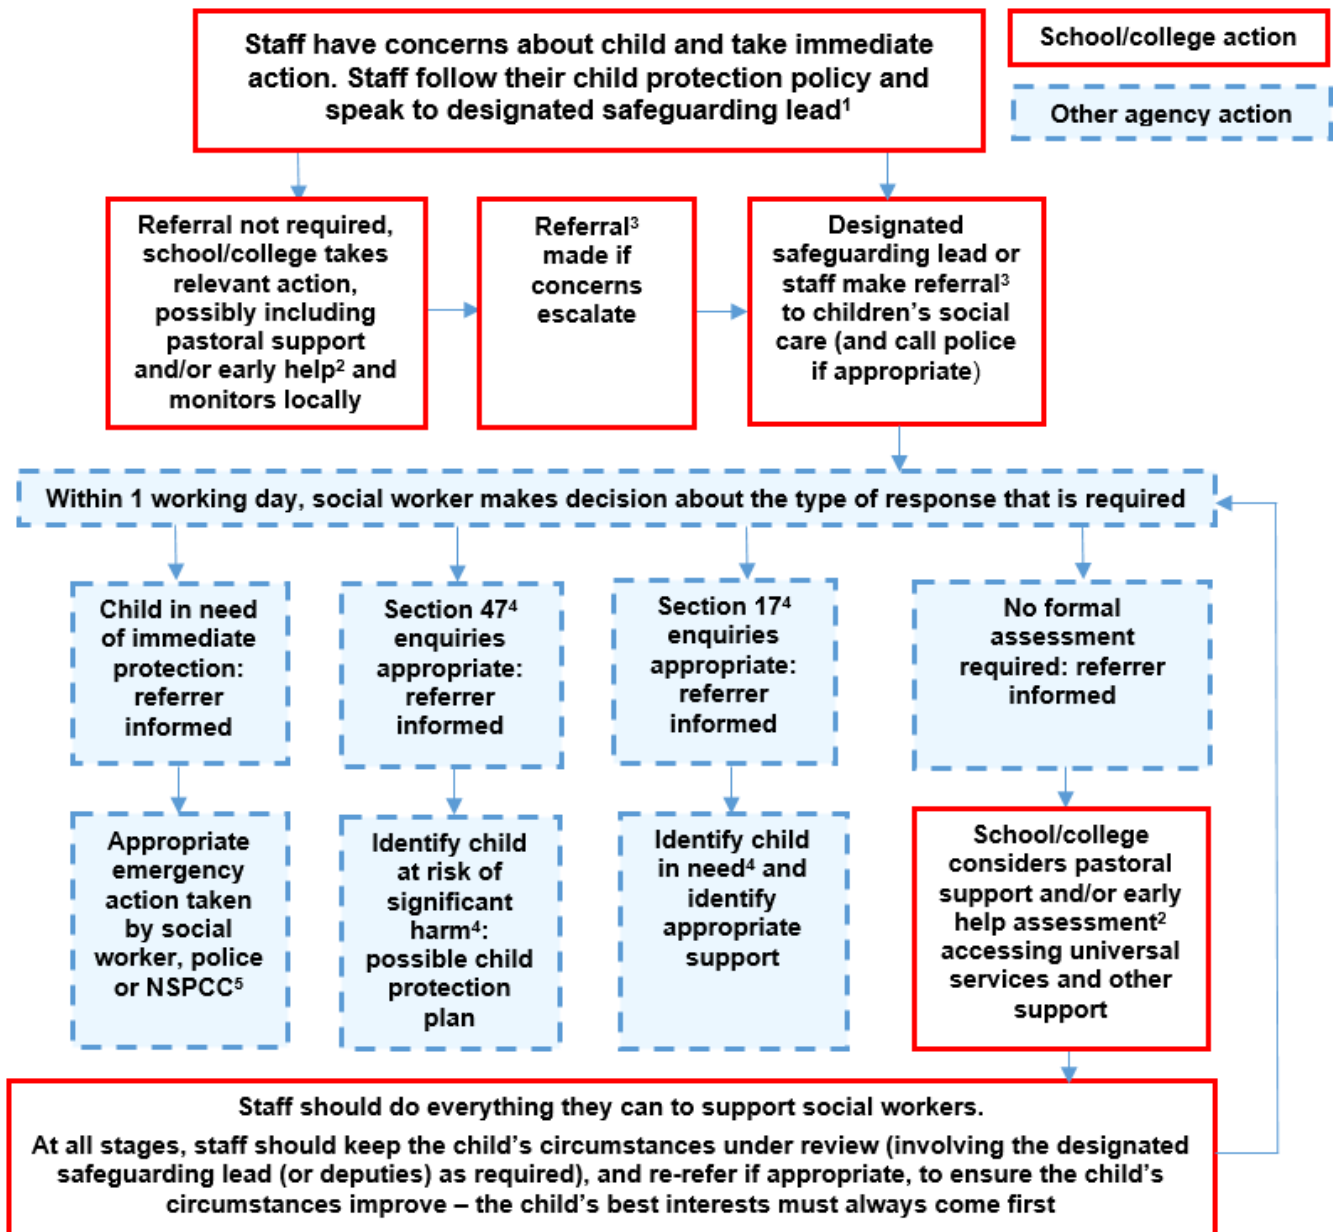 Staff have concerns about child and take immediate
action. Staff follow their child protection policy and
speak to designated safeguarding lead¹
School/college action
Other agency action
Referral not required,
school/college takes
relevant action,
possibly including
pastoral support
and/or early help² and
monitors locally
Referral³
made if
concerns
escalate
Designated
safeguarding lead or
staff make referral³
to children’s social
care (and call police
if appropriate)
Within 1 working day, social worker makes decision about the type of response that is required
Child in need
of immediate
protection:
referrer
informed
Section 47⁴
enquiries
appropriate:
referrer
informed
Section 17⁴
enquiries
appropriate:
referrer
informed
No formal
assessment
required: referrer
informed
Appropriate
emergency
action taken
by social
worker, police
or NSPCC⁵
Identify child
at risk of
significant
harm⁴:
possible child
protection
plan
Identify child
in need⁴ and
identify
appropriate
support
School/college
considers pastoral
support and/or early
help assessment²
accessing universal
services and other
support
Staff should do everything they can to support social workers.
At all stages, staff should keep the child’s circumstances under review (involving the designated
safeguarding lead (or deputies) as required), and re-refer if appropriate, to ensure the child’s
circumstances improve – the child’s best interests must always come first